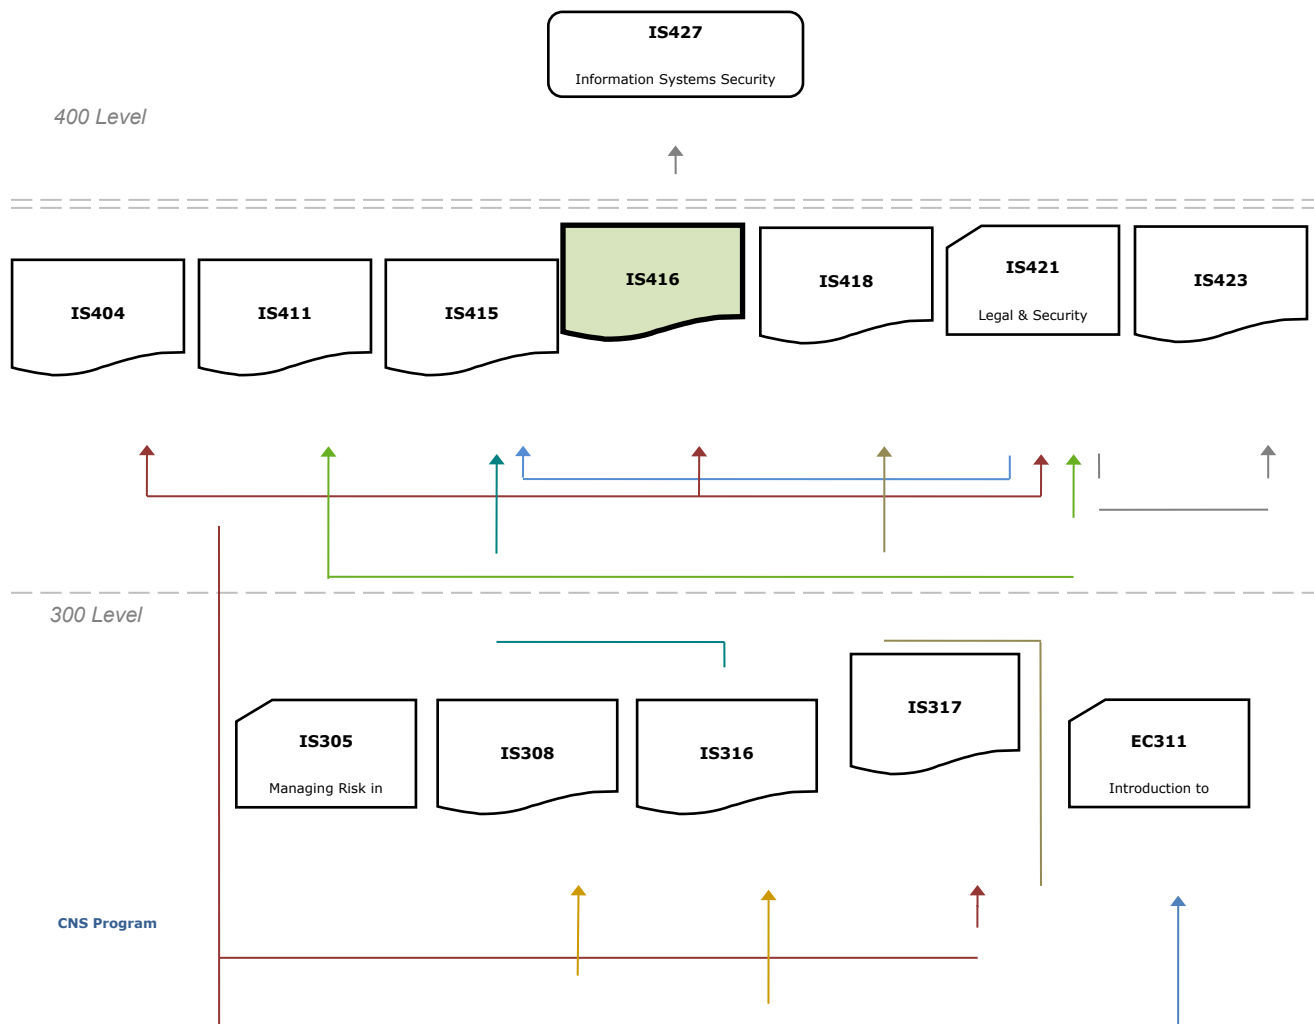 IS427
Information Systems Security
400 Level
IS404
IS411
IS415
IS416
IS418
IS421
Legal & Security
IS423
300 Level
IS305
Managing Risk in
IS308
IS316
IS317
EC311
Introduction to
CNS Program